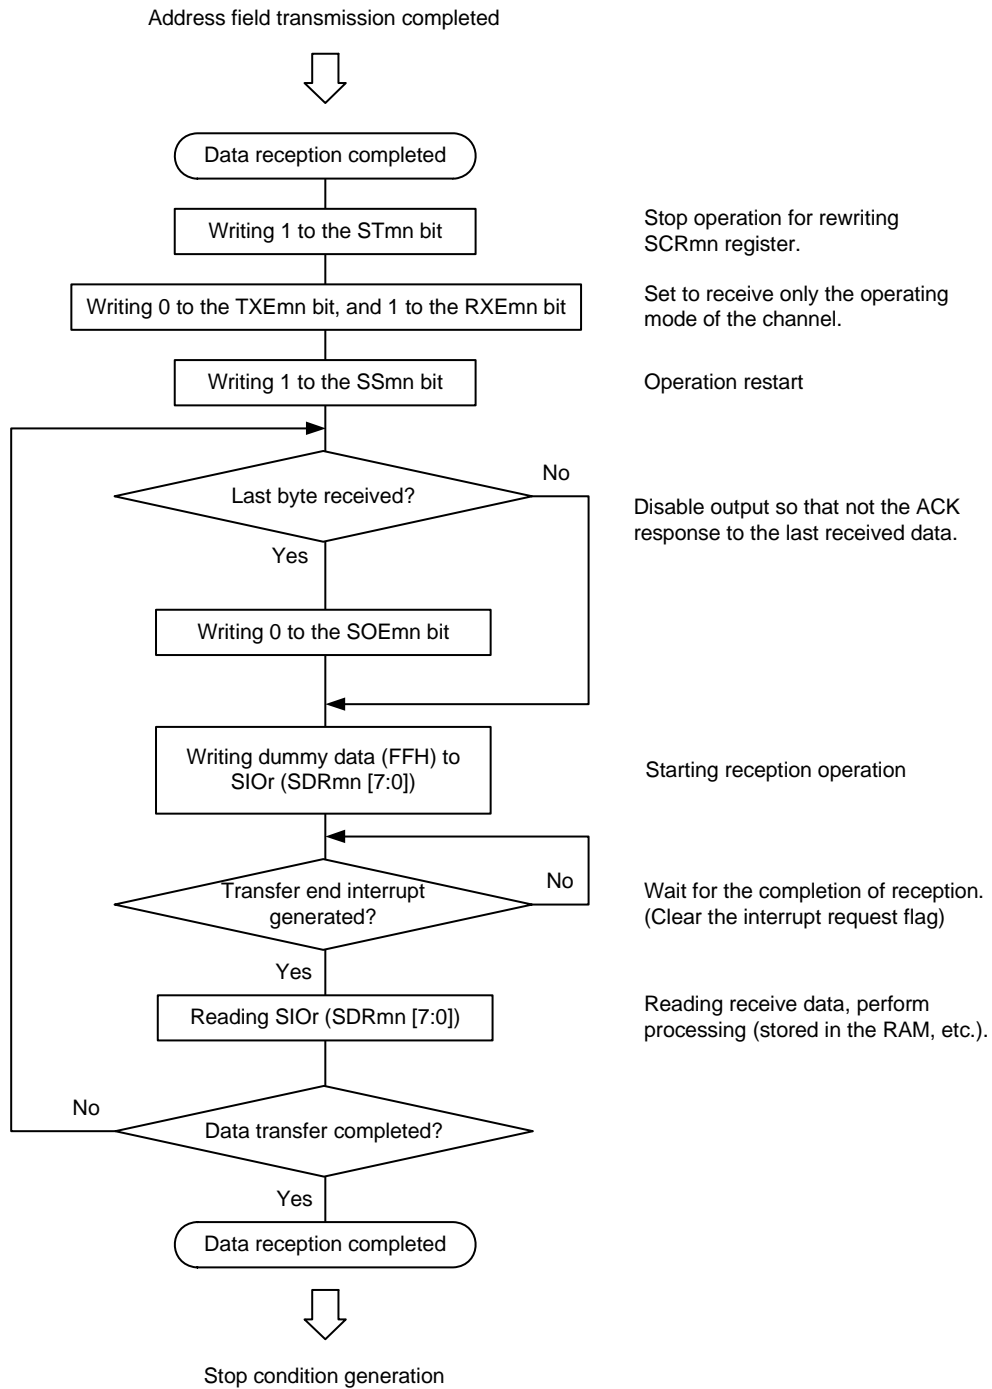 Address field transmission completed
Data reception completed
Writing 1 to the STmn bit
Stop operation for rewriting
SCRmn register.
Writing 0 to the TXEmn bit, and 1 to the RXEmn bit
Set to receive only the operating
mode of the channel.
Writing 1 to the SSmn bit
Operation restart
Last byte received?
No
Disable output so that not the ACK
response to the last received data.
Yes
Writing 0 to the SOEmn bit
Writing dummy data (FFH) to
SIOr (SDRmn [7:0])
Starting reception operation
Transfer end interrupt
generated?
No
Wait for the completion of reception.
(Clear the interrupt request flag)
Yes
Reading SIOr (SDRmn [7:0])
Reading receive data, perform
processing (stored in the RAM, etc.).
No
Data transfer completed?
Yes
Data reception completed
Stop condition generation